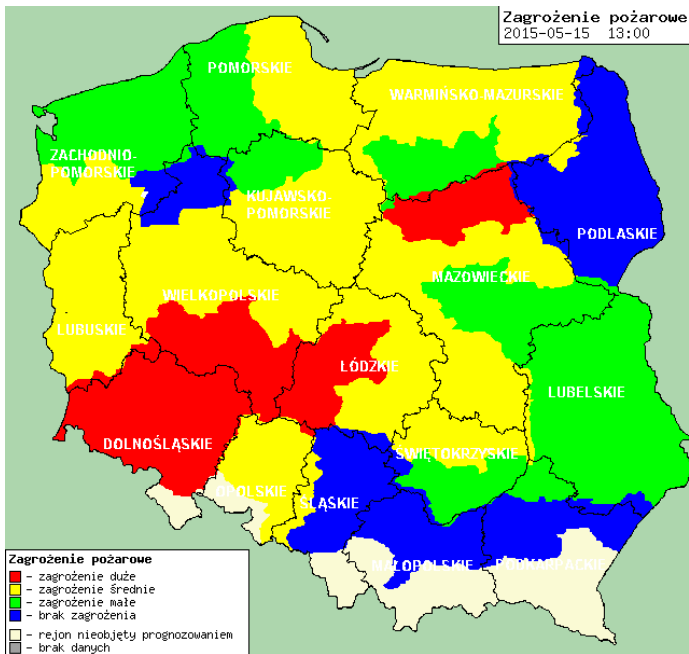 Zagrożenie pożarowe
2015-05-15 13:00
POMORSKIE
WARMIŃSKO-MAZURSKIE
ZACHODNIO-
POMORSKIE
KUJAWSKO-
POMORSKIE
PODLASKIE
MAZOWIECKIE
WIELKOPOLSKIE
LUBUSKIE
ŁÓDZKIE
LUBELSKIE
DOLNOŚLĄSKIE
ŚWIĘTOKRZYSKIE
OPOLSKIE
ŚLĄSKIE
MAŁOPOLSKIE
PODKARPACKIE
Zagrożenie pożarowe
- zagrożenie duże
- zagrożenie średnie
- zagrożenie małe
- brak zagrożenia
- rejon nieobjęty prognozowaniem
- brak danych